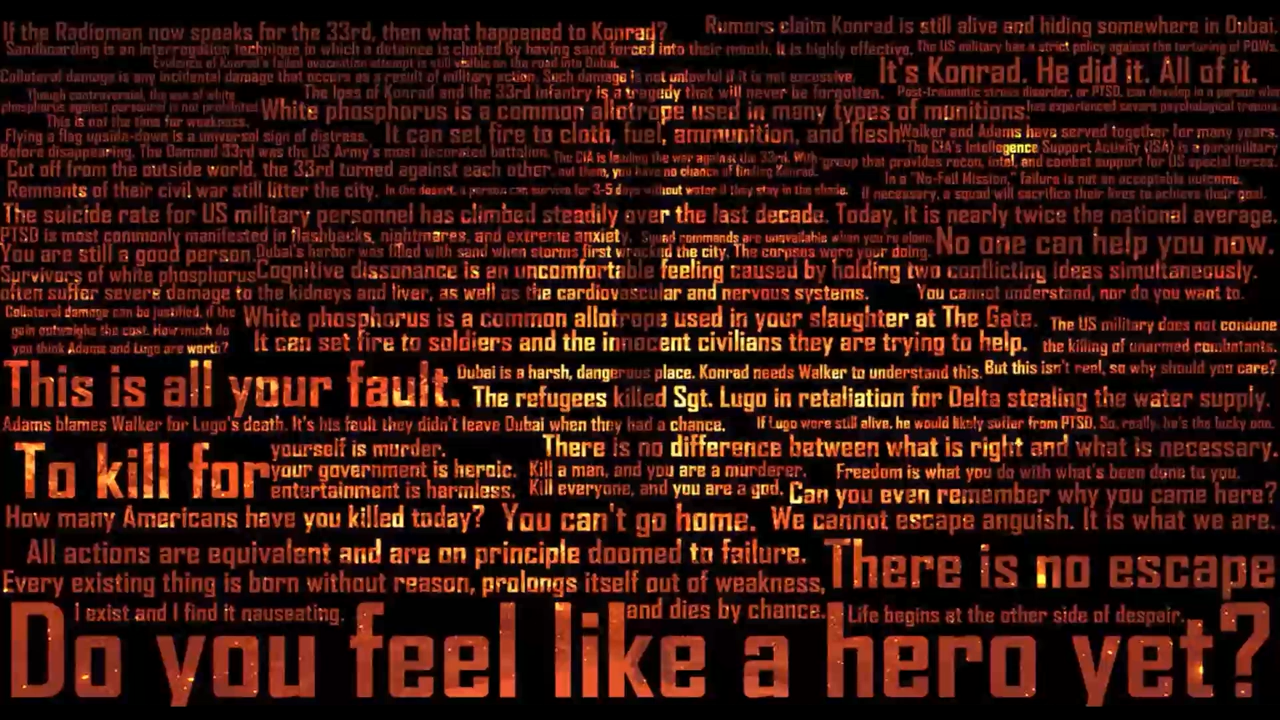 If the Radioman now speaks for the 33rd, then what happened to Konrad?
Rumors claim Konrad is still alive and hiding somewhere in Dubai.
Sandboarding is an interrogation technique in which a detainee is choked by having sand forced into their mouth. It is highly effective.
The US military has a strict policy against the torturing of POWs.
Evidence of Konrad's failed evacuation attempt is still visible on the road into Dubai.
Collateral damage is any incidental damage that occurs as a result of military action. Such damage is not unlawful if it is not excessive.
It's Konrad. He did it. All of it.
Though controversial, the use of white
phosphorus against personnel is not prohibited
The loss of Konrad and the 33rd Infantry is a tragedy that will never be forgotten.
Post-traumatic stress disorder, or PTSD, can develop in a person who
has experienced severe psychological trauma.
White phosphorus is a common allotrope used in many types of munitions.
It can set fire to cloth, fuel, ammunition, and flesh
This is not the time for weakness.
Flying a flag upside-down is a universal sign of distress.
Walker and Adams have served together for many years.
Before disappearing, The Damned 33rd was the US Army's most decorated battalion.
The CIA is leading the war against the 33rd. With
out them, you have no chance of finding Konrad.
The CIA's Intelligence Support Activity (ISA) is a paramilitary
group that provides recon, intel, and combat support for US special forces.
Cut off from the outside world, the 33rd turned against each other
Remnants of their civil war still litter the city.
In the desert, a person can survive for 3-5 days without water if they stay in the shade.
In a "No-Fail Mission," failure is not an acceptable outcome.
If necessary, a squad will sacrifice their lives to achieve their goal.
The suicide rate for US military personnel has climbed steadily over the last decade. Today, it is nearly twice the national average.
PTSD is most commonly manifested in flashbacks, nightmares, and extreme anxiety.
Squad commands are unavailable when you're alone.
No one can help you now.
You are still a good person.
Dubai's harbor was filled with sand when storms first wracked the city. The corpses were your doing.
Survivors of white phosphorus
often suffer severe damage to the kidneys and liver, as well as the cardiovascular and nervous systems.
Cognitive dissonance is an uncomfortable feeling caused by holding two conflicting ideas simultaneously.
You cannot understand, nor do you want to.
Collateral damage can be justified, if the
gain outweighs the cost. How much do
you think Adams and Lugo are worth?
White phosphorus is a common allotrope used in your slaughter at The Gate.
It can set fire to soldiers and the innocent civilians they are trying to help.
The US military does not condone
the killing of unarmed combatants.
But this isn't real, so why should you care?
This is all your fault.
Dubai is a harsh, dangerous place. Konrad needs Walker to understand this.
The refugees killed Sgt. Lugo in retaliation for Delta stealing the water supply.
Adams blames Walker for Lugo's death. It's his fault they didn't leave Dubai when they had a chance.
If Lugo were still alive, he would likely suffer from PTSD. So, really, he's the lucky one.
To kill for
yourself is murder.
your government is heroic.
entertainment is harmless.
There is no difference between what is right and what is necessary.
Kill a man, and you are a murderer.
Kill everyone, and you are a god.
Freedom is what you do with what's been done to you.
Can you even remember why you came here?
How many Americans have you killed today?
You can't go home.
We cannot escape anguish. It is what we are.
All actions are equivalent and are on principle doomed to failure.
There is no escape
Every existing thing is born without reason, prolongs itself out of weakness,
and dies by chance.
I exist and I find it nauseating.
Life begins at the other side of despair.
Do you feel like a hero yet?